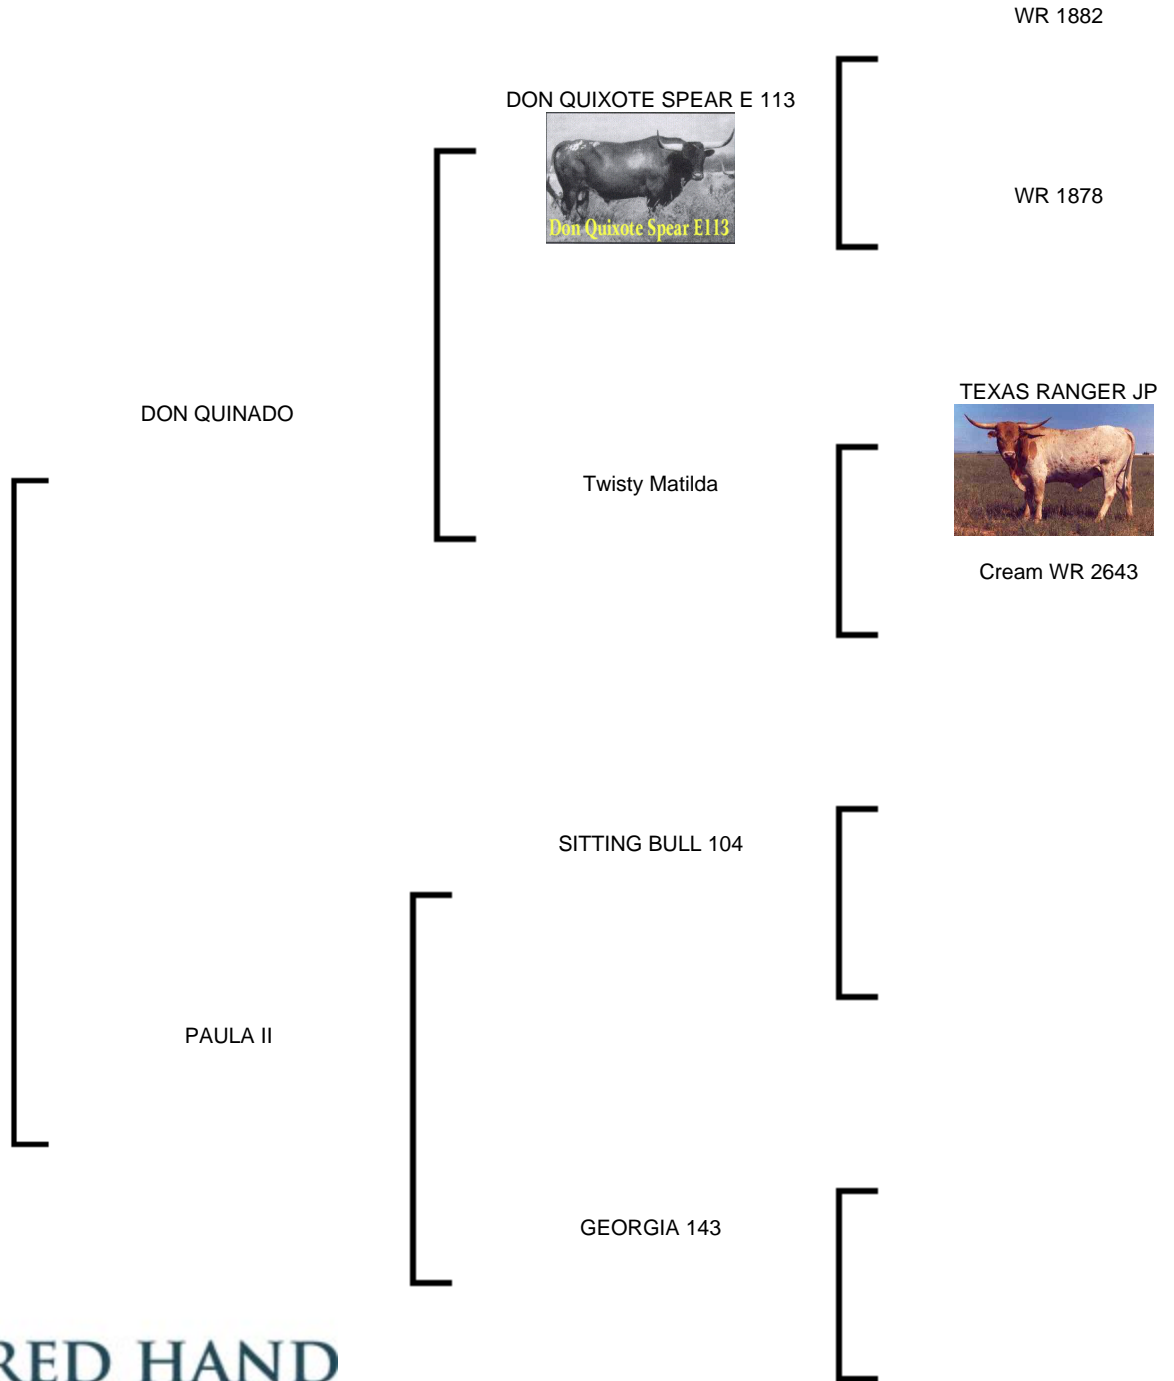 WR 1882
DON QUIXOTE SPEAR E 113
Don Quixote Spear E113
WR 1878
TEXAS RANGER JP
DON QUINADO
Twisty Matilda
Cream WR 2643
SITTING BULL 104
PAULA II
GEORGIA 143
RED HAND